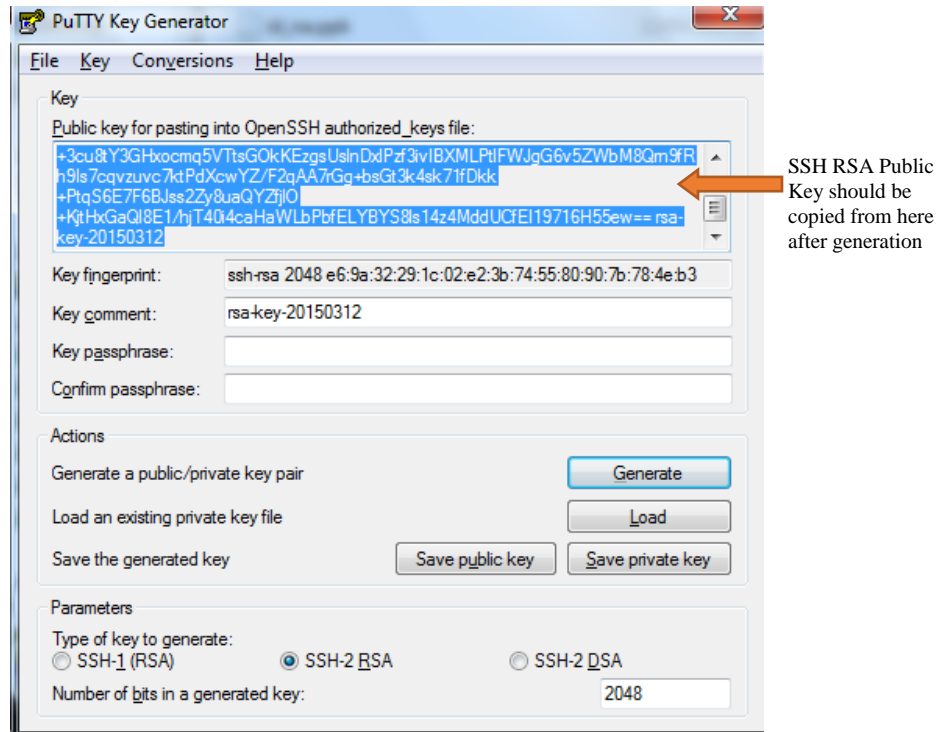 PuTTY Key Generator
File Key Conversions Help
Key
Public key for pasting into OpenSSH authorized_keys file:
+3cu8tY3GHxocmq5VTtsGOkKEzgsUslnDxlPzf3ivIBXMLPtlFWJgG6v5ZWbM8Qm9fR
h9ls7cqvzuvc7ktPdXcwYZ/F2qAA7rGg+bsGt3k4sk71fDkk
+PtqS6E7F6BJss2Zy8uaQYZfjlO
+KjtHxGaQI8E1/hjT40i4caHaWLbPbfELYBYS8ls14z4MddUCfEI19716H55ew== rsa-
key-20150312
SSH RSA Public
Key should be
copied from here
after generation
Key fingerprint: ssh-rsa 2048 e6:9a:32:29:1c:02:e2:3b:74:55:80:90:7b:78:4e:b3
Key comment: rsa-key-20150312
Key passphrase:
Confirm passphrase:
Actions
Generate a public/private key pair Generate
Load an existing private key file Load
Save the generated key Save public key Save private key
Parameters
Type of key to generate:
SSH-1 (RSA) SSH-2 RSA SSH-2 DSA
Number of bits in a generated key: 2048